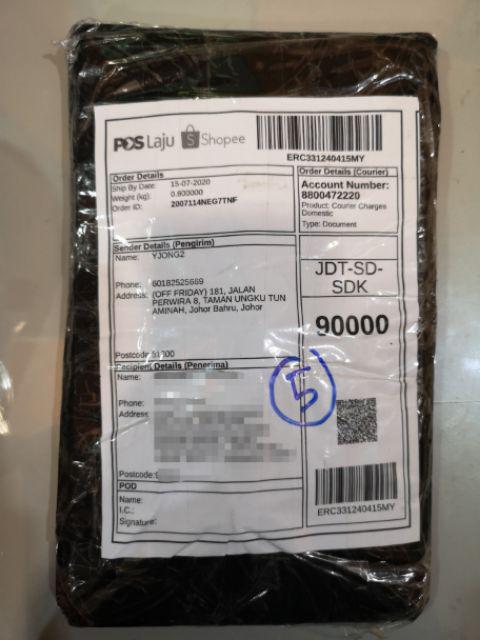 POS Laju Shopee
ERC331240415MY
Order Details
Ship By Date: 15-07-2020
Weight (kg): 0.800000
Order ID: 2007114NEG7TNF
Order Details (Courier)
Account Number:
8800472220
Product: Courier Charges
Domestic
Type: Document
Sender Details (Pengirim)
Name: YJONG2
Phone: 60182525669
Address: (OFF FRIDAY) 181, JALAN
PERWIRA 8, TAMAN UNGKU TUN
AMINAH, Johor Bahru, Johor
Postcode: 81300
JDT-SD-
SDK
90000
Recipient Details (Penerima)
Name:
Phone:
Address:
Postcode:
5
POD
Name:
I.C.:
Signature:
ERC331240415MY